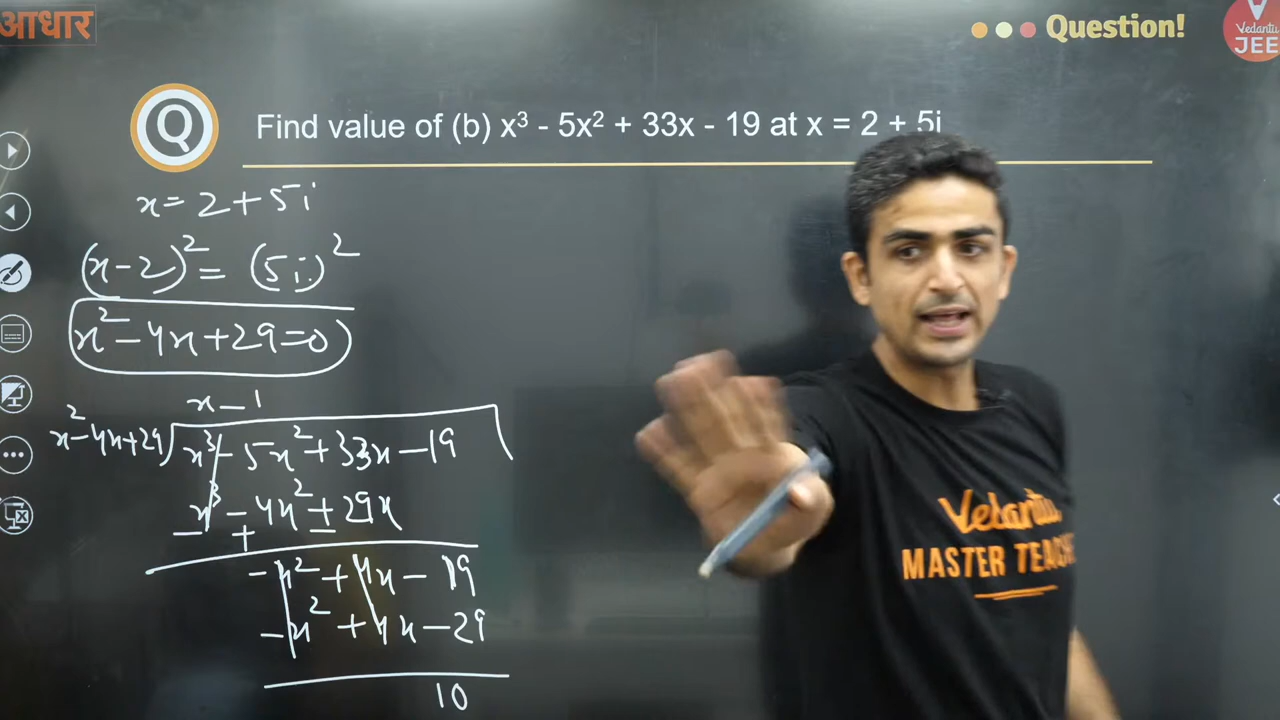 आधार
Question!
Vedantu
JEE
Q
Find value of (b) x³ - 5x² + 33x - 19 at x = 2 + 5i
x = 2 + 5i
(x-2)² = (5i)²
x² - 4x + 29 = 0
x - 1
x² - 4x + 29 ) x³ - 5x² + 33x - 19
x³ - 4x² + 29x
- + -
-x² + 4x - 19
-x² + 4x - 29
10
Vedantu
MASTER TEACHER